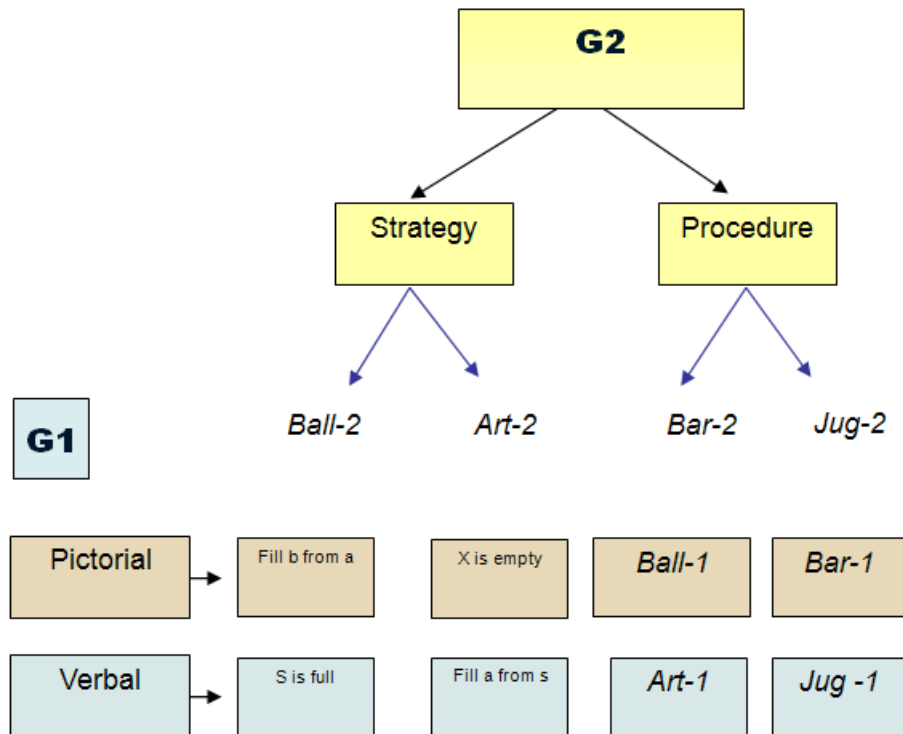 G2
Strategy
Procedure
Ball-2
Art-2
Bar-2
Jug-2
G1
Pictorial
Fill b from a
X is empty
Ball-1
Bar-1
Verbal
S is full
Fill a from s
Art-1
Jug -1